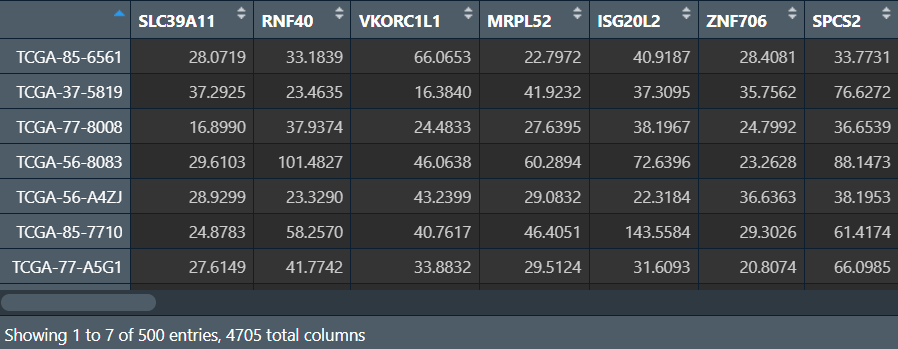 SLC39A11 RNF40 VKORC1L1 MRPL52 ISG20L2 ZNF706 SPCS2
TCGA-85-6561 28.0719 33.1839 66.0653 22.7972 40.9187 28.4081 33.7731
TCGA-37-5819 37.2925 23.4635 16.3840 41.9232 37.3095 35.7562 76.6272
TCGA-77-8008 16.8990 37.9374 24.4833 27.6395 38.1967 24.7992 36.6539
TCGA-56-8083 29.6103 101.4827 46.0638 60.2894 72.6396 23.2628 88.1473
TCGA-56-A4ZJ 28.9299 23.3290 43.2399 29.0832 22.3184 36.6363 38.1953
TCGA-85-7710 24.8783 58.2570 40.7617 46.4051 143.5584 29.3026 61.4174
TCGA-77-A5G1 27.6149 41.7742 33.8832 29.5124 31.6093 20.8074 66.0985
Showing 1 to 7 of 500 entries, 4705 total columns